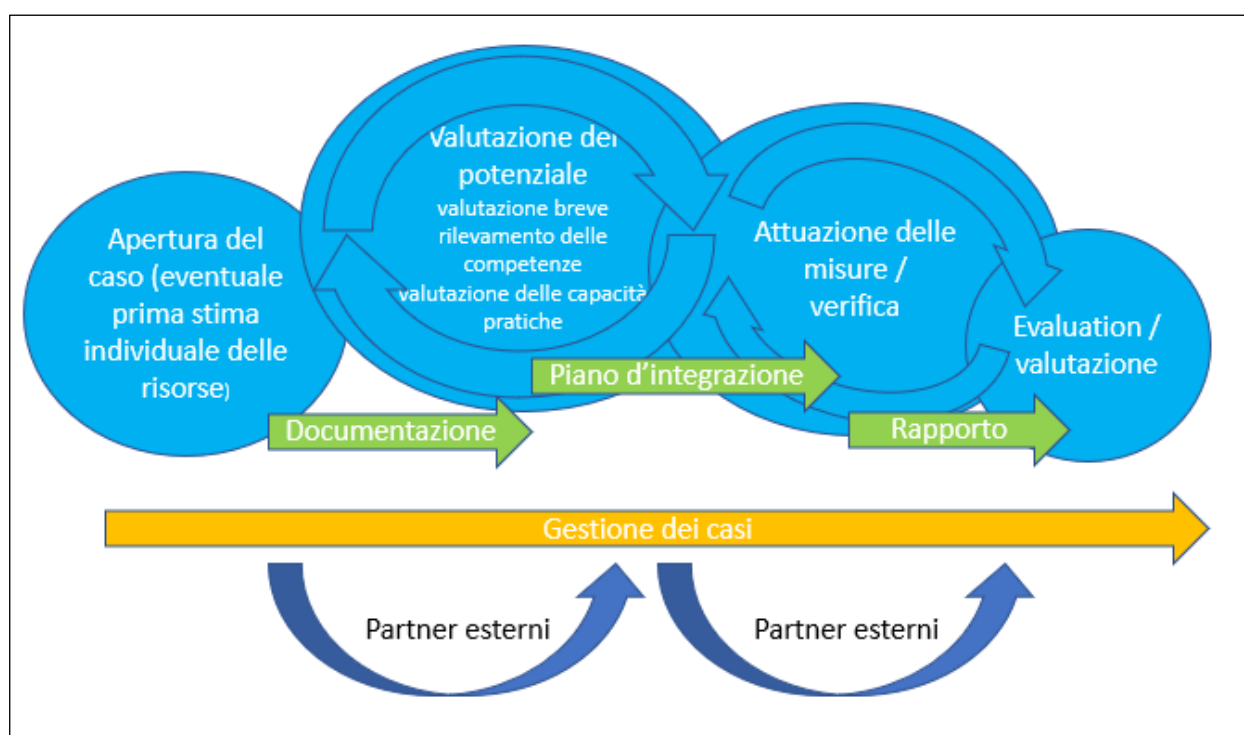 Apertura del
caso (eventuale
prima stima
individuale delle
risorse)
Valutazione del
potenziale
valutazione breve
rilevamento delle
competenze
valutazione delle capacità
pratiche
Attuazione delle
misure /
verifica
Evaluation /
valutazione
Documentazione
Piano d’integrazione
Rapporto
Gestione dei casi
Partner esterni
Partner esterni